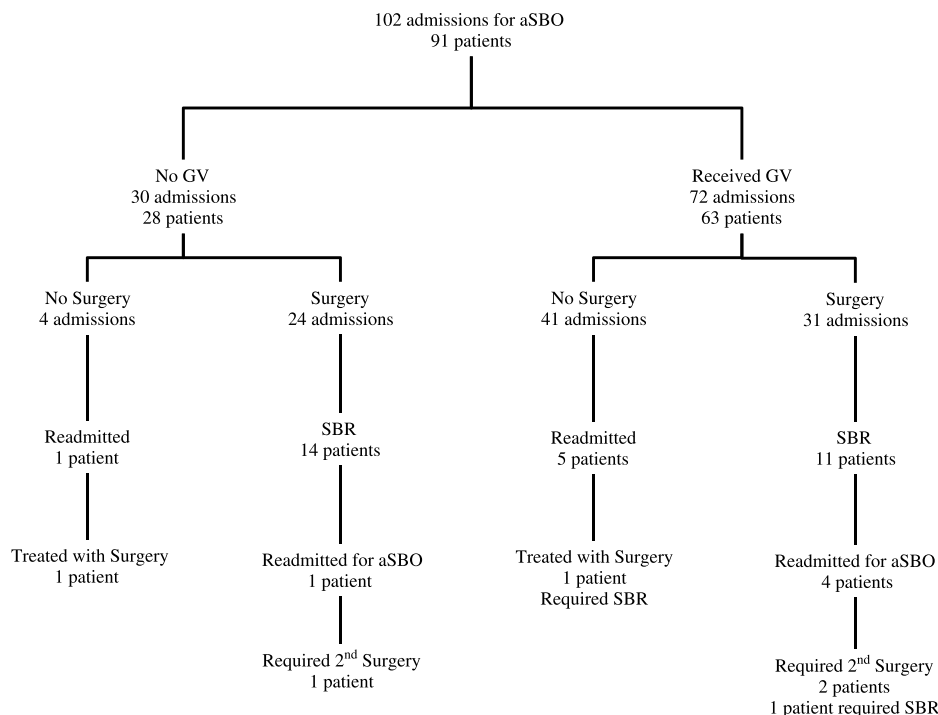 102 admissions for aSBO
91 patients
No GV
30 admissions
28 patients
Received GV
72 admissions
63 patients
No Surgery
4 admissions
Surgery
24 admissions
No Surgery
41 admissions
Surgery
31 admissions
Readmitted
1 patient
SBR
14 patients
Readmitted
5 patients
SBR
11 patients
Treated with Surgery
1 patient
Readmitted for aSBO
1 patient
Treated with Surgery
1 patient
Required SBR
Readmitted for aSBO
4 patients
Required 2nd Surgery
1 patient
Required 2nd Surgery
2 patients
1 patient required SBR